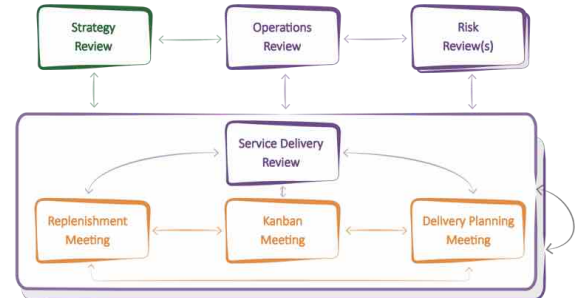 Strategy
Review
Operations
Review
Risk
Review(s)
Service Delivery
Review
Replenishment
Meeting
Kanban
Meeting
Delivery Planning
Meeting